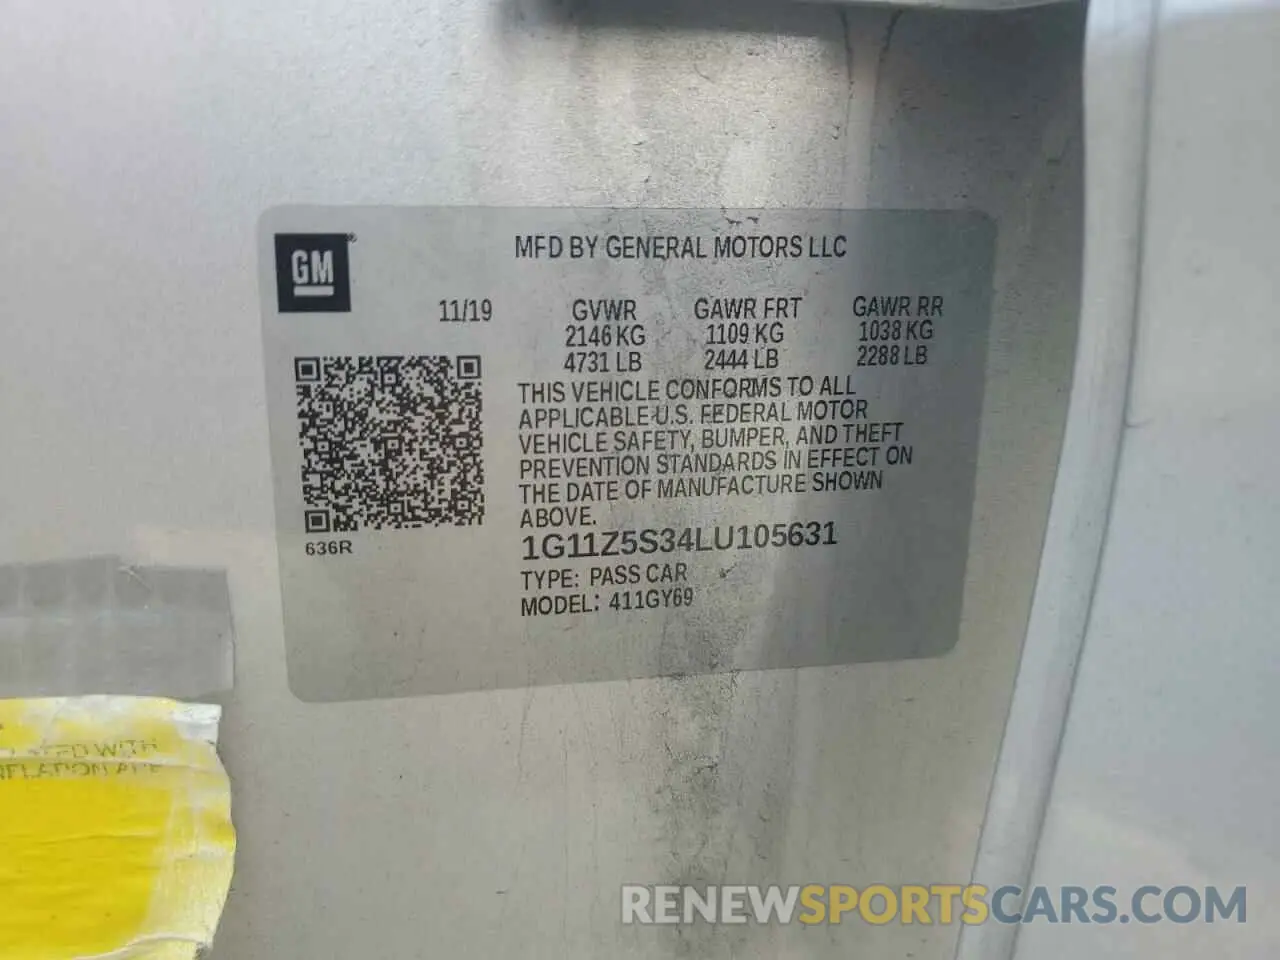 GM
MFD BY GENERAL MOTORS LLC
11/19 GVWR GAWR FRT GAWR RR
2146 KG 1109 KG 1038 KG
4731 LB 2444 LB 2288 LB
THIS VEHICLE CONFORMS TO ALL
APPLICABLE U.S. FEDERAL MOTOR
VEHICLE SAFETY, BUMPER, AND THEFT
PREVENTION STANDARDS IN EFFECT ON
THE DATE OF MANUFACTURE SHOWN
ABOVE.
636R
1G11Z5S34LU105631
TYPE: PASS CAR
MODEL: 411GY69
WITH
RENEWSPORTSCARS.COM